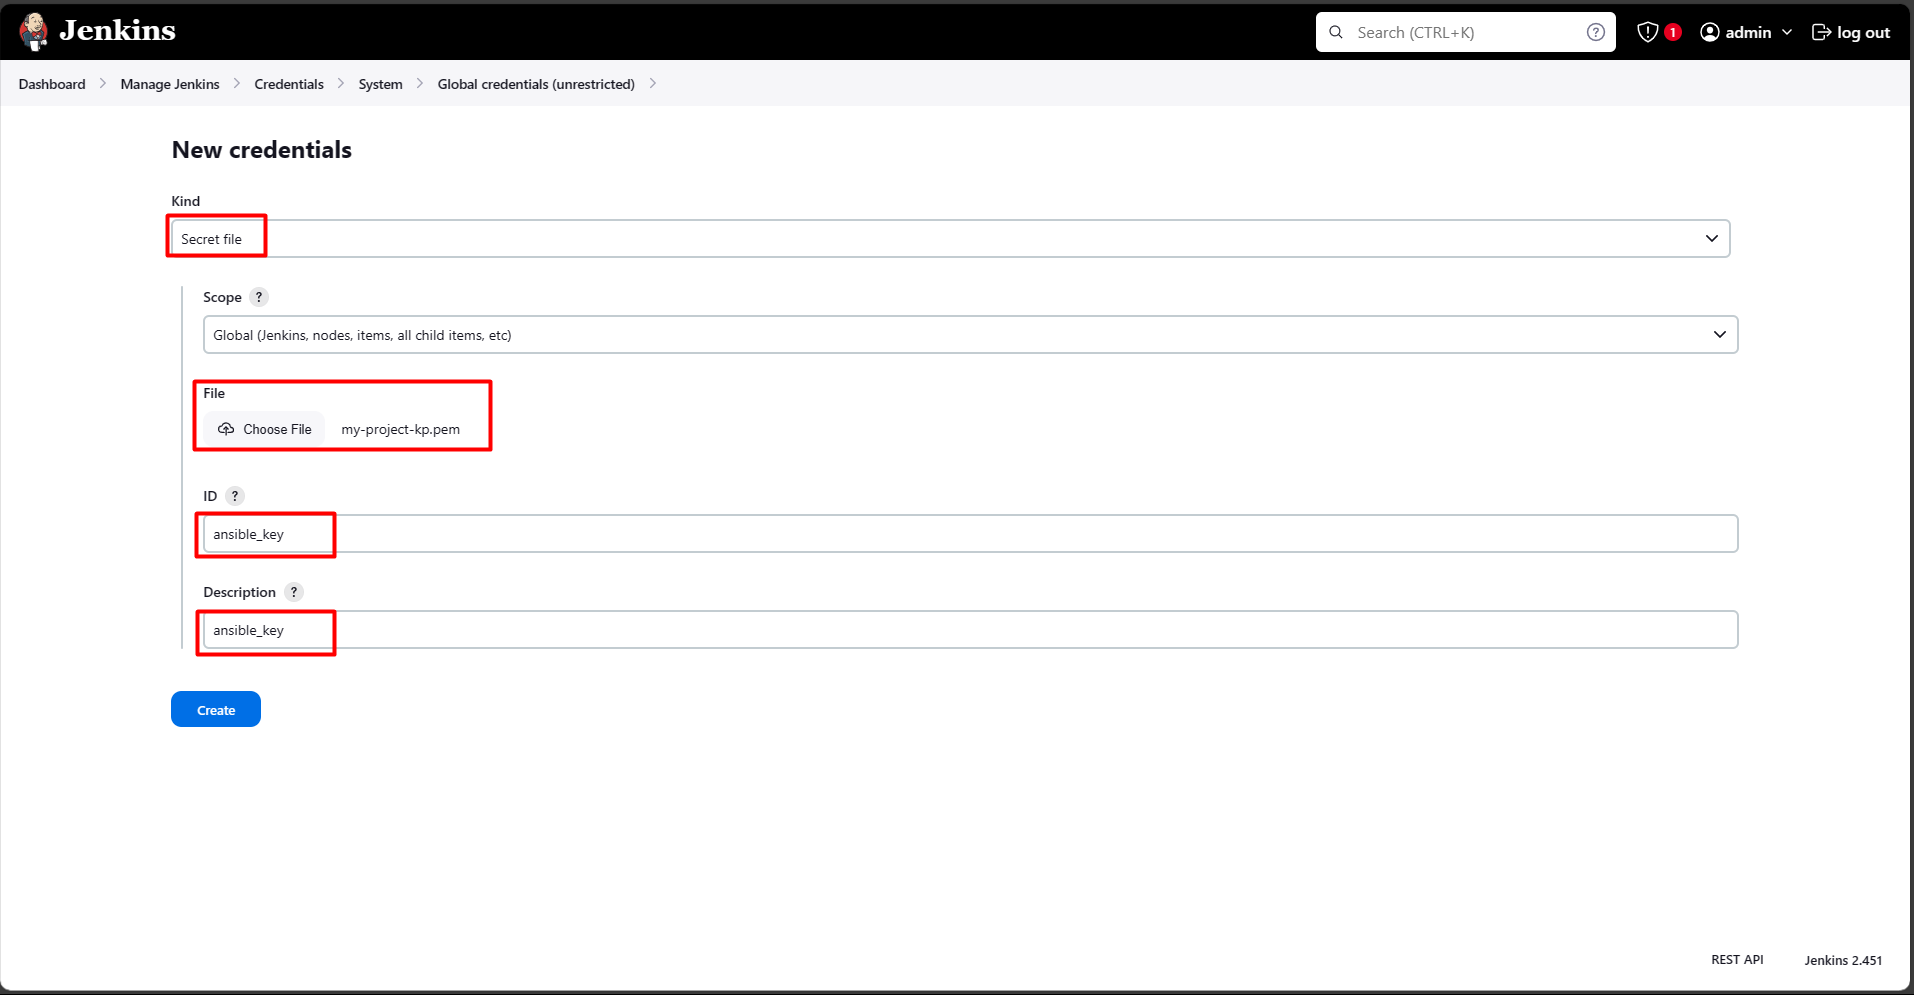 Jenkins
Search (CTRL+K)
?
1
admin
log out
Dashboard
Manage Jenkins
Credentials
System
Global credentials (unrestricted)
New credentials
Kind
Secret file
Scope ?
Global (Jenkins, nodes, items, all child items, etc)
File
Choose File my-project-kp.pem
ID ?
ansible_key
Description ?
ansible_key
Create
REST API
Jenkins 2.451